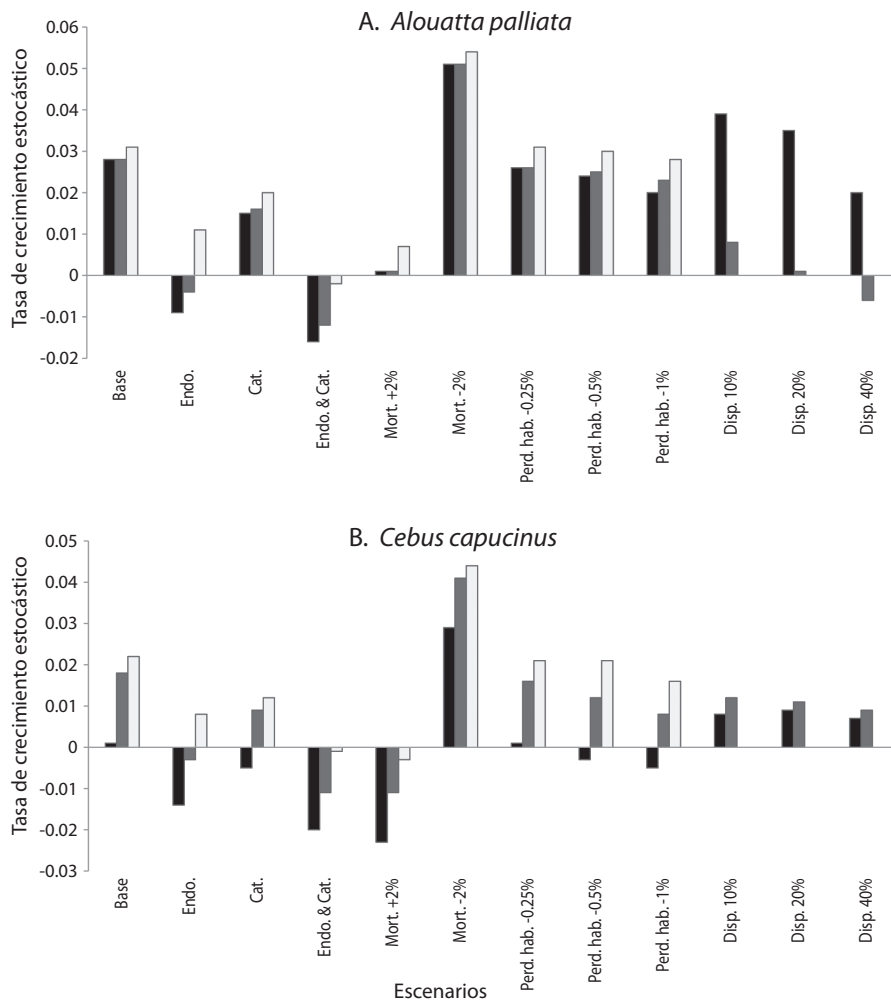 A. Alouatta palliata
Tasa de crecimiento estocástico
0.06
0.05
0.04
0.03
0.02
0.01
0
-0.01
-0.02
Base
Endo.
Cat.
Endo. & Cat.
Mort. +2%
Mort. -2%
Perd. hab. -0.25%
Perd. hab. -0.5%
Perd. hab. -1%
Disp. 10%
Disp. 20%
Disp. 40%
B. Cebus capucinus
Tasa de crecimiento estocástico
0.05
0.04
0.03
0.02
0.01
0
-0.01
-0.02
-0.03
Base
Endo.
Cat.
Endo. & Cat.
Mort. +2%
Mort. -2%
Perd. hab. -0.25%
Perd. hab. -0.5%
Perd. hab. -1%
Disp. 10%
Disp. 20%
Disp. 40%
Escenarios